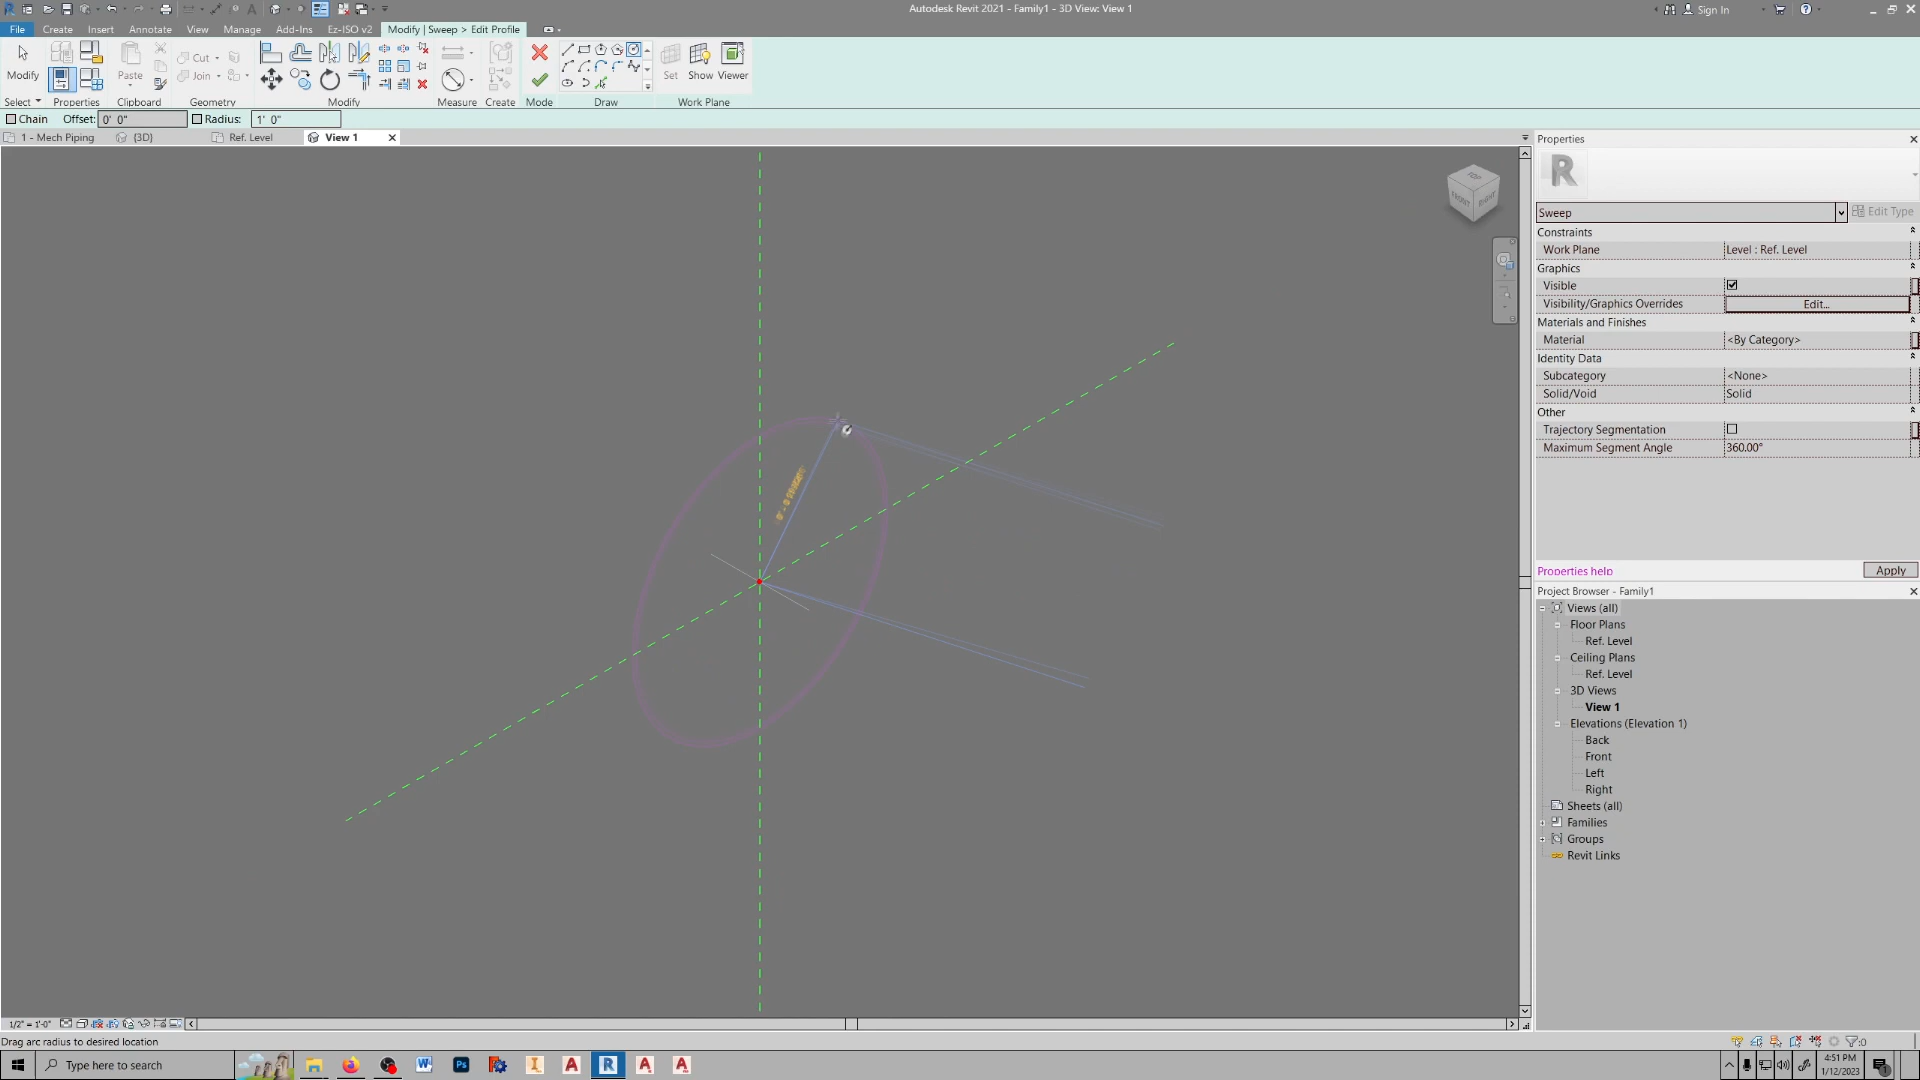 Autodesk Revit 2021 - Family1 - 3D View: View 1
Sign In
File Create Insert Annotate View Manage Add-Ins Ez-ISO v2 Modify | Sweep > Edit Profile
Modify
Paste
Cut
Join
Set Show Viewer
Select Properties Clipboard Geometry Modify Measure Create Mode Draw Work Plane
Chain Offset: 0' 0" Radius: 1' 0"
1 - Mech Piping {3D} Ref. Level View 1
TOP
FRONT
RIGHT
Properties
R
Sweep
Edit Type
Constraints
Work Plane Level : Ref. Level
Graphics
Visible
Visibility/Graphics Overrides Edit...
Materials and Finishes
Material <By Category>
Identity Data
Subcategory <None>
Solid/Void Solid
Other
Trajectory Segmentation
Maximum Segment Angle 360.00°
Properties help Apply
Project Browser - Family1
Views (all)
Floor Plans
Ref. Level
Ceiling Plans
Ref. Level
3D Views
View 1
Elevations (Elevation 1)
Back
Front
Left
Right
Sheets (all)
Families
Groups
Revit Links
1/2" = 1'-0"
Drag arc radius to desired location
:0
Type here to search
4:51 PM
1/12/2023